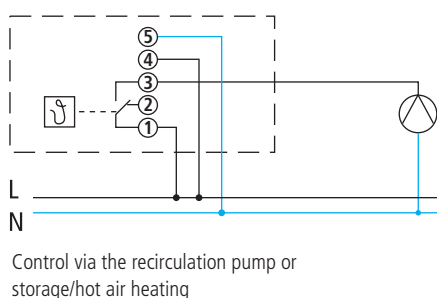 5
4
3
2
1
ϑ
L
N
Control via the recirculation pump or
storage/hot air heating